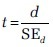 t = d / SE_d